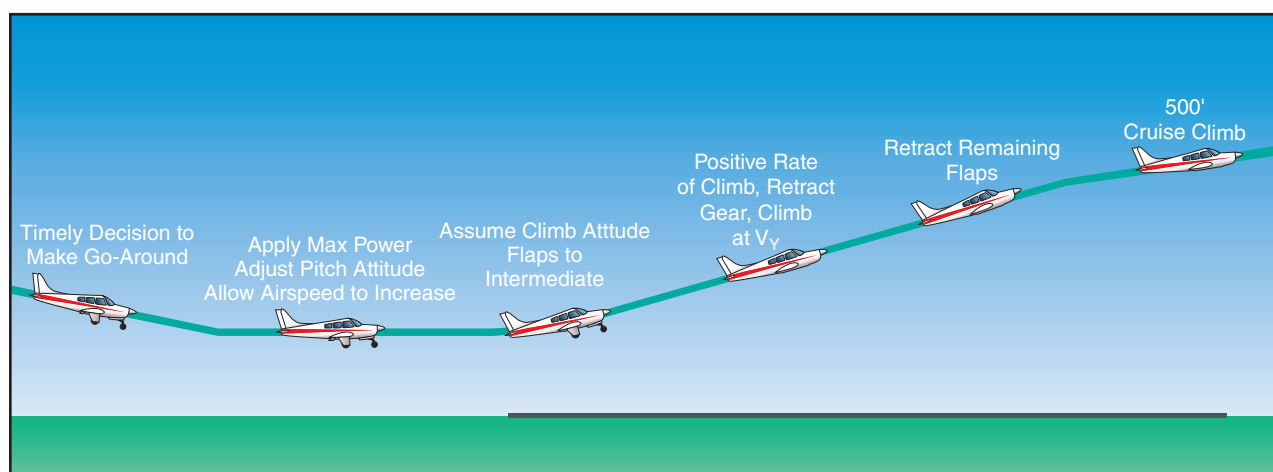 Timely Decision to
Make Go-Around
Apply Max Power
Adjust Pitch Attitude
Allow Airspeed to Increase
Assume Climb Atttude
Flaps to
Intermediate
Positive Rate
of Climb, Retract
Gear, Climb
at VY
Retract Remaining
Flaps
500'
Cruise Climb